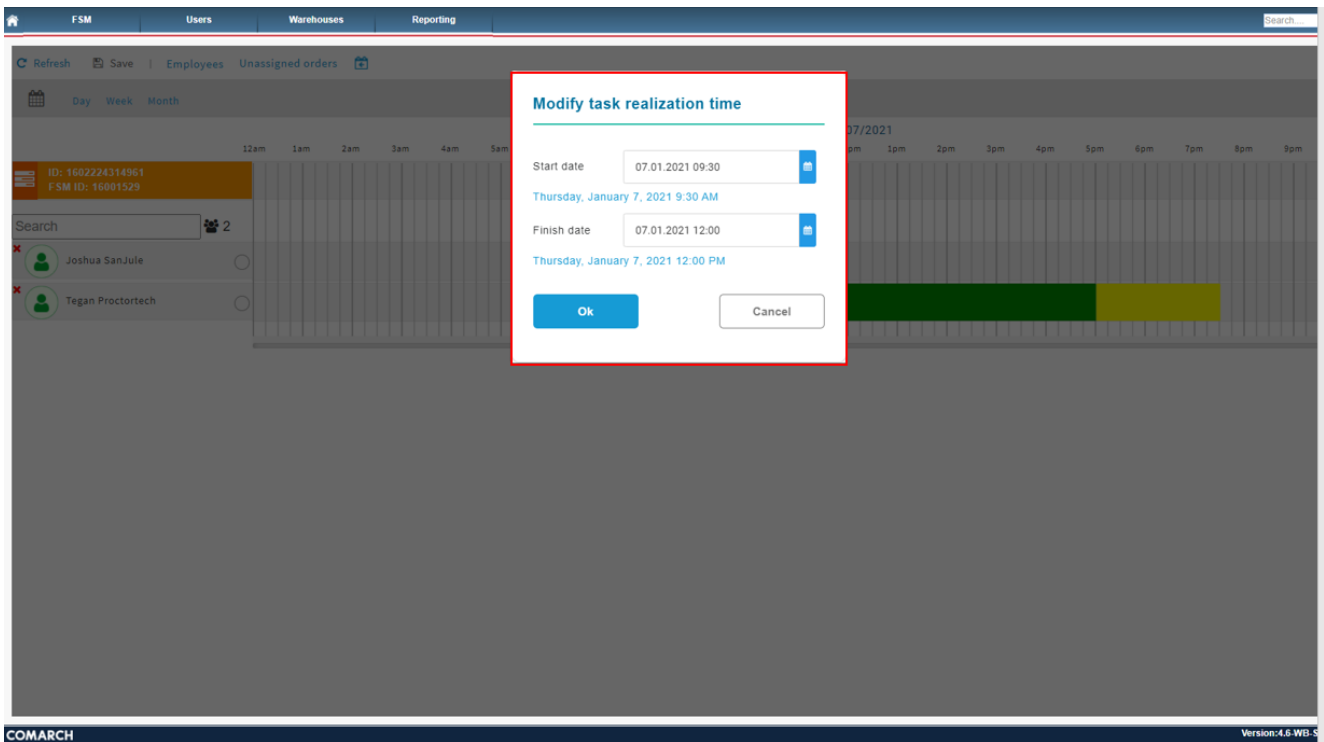 FSM Users Warehouses Reporting Search...
Refresh Save | Employees Unassigned orders
Day Week Month
07/2021
12am 1am 2am 3am 4am 5am pm 1pm 2pm 3pm 4pm 5pm 6pm 7pm 8pm 9pm
ID: 1602224314961
FSM ID: 16001529
Search 2
Joshua SanJule
Tegan Proctortech
Modify task realization time
Start date 07.01.2021 09:30
Thursday, January 7, 2021 9:30 AM
Finish date 07.01.2021 12:00
Thursday, January 7, 2021 12:00 PM
Ok Cancel
COMARCH Version:4.6-WB-S